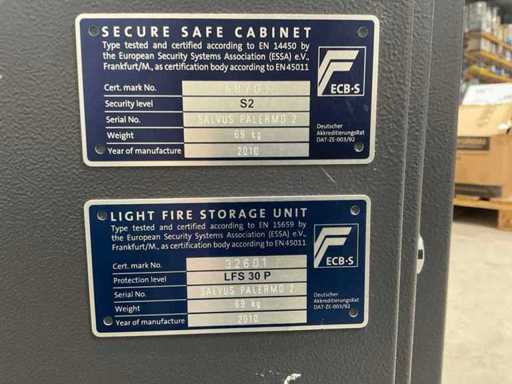 SECURE SAFE CABINET
Type tested and certified according to EN 14450 by
the European Security Systems Association (ESSA) e.V.,
Frankfurt/M., as certification body according to EN 45011
ECB·S
Cert. mark No.
Security level S2
Serial No. SALVUS PALERMO 2
Weight 69 kg
Year of manufacture 2010
Deutscher
AkkreditierungsRat
DAT-ZE-003/92
LIGHT FIRE STORAGE UNIT
Type tested and certified according to EN 15659 by
the European Security Systems Association (ESSA) e.V.,
Frankfurt/M., as certification body according to EN 45011
ECB·S
Cert. mark No. 32601
Protection level LFS 30 P
Serial No. SALVUS PALERMO 2
Weight 69 kg
Year of manufacture 2010
Deutscher
AkkreditierungsRat
DAT-ZE-003/92